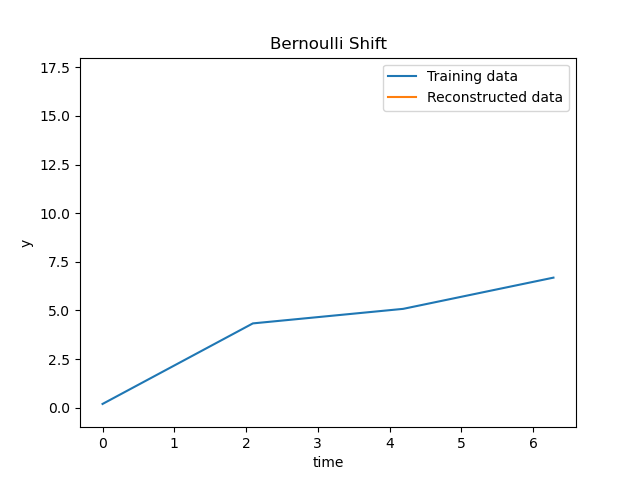 Bernoulli Shift
Training data
Reconstructed data
17.5
15.0
12.5
10.0
7.5
5.0
2.5
0.0
y
0 1 2 3 4 5 6
time